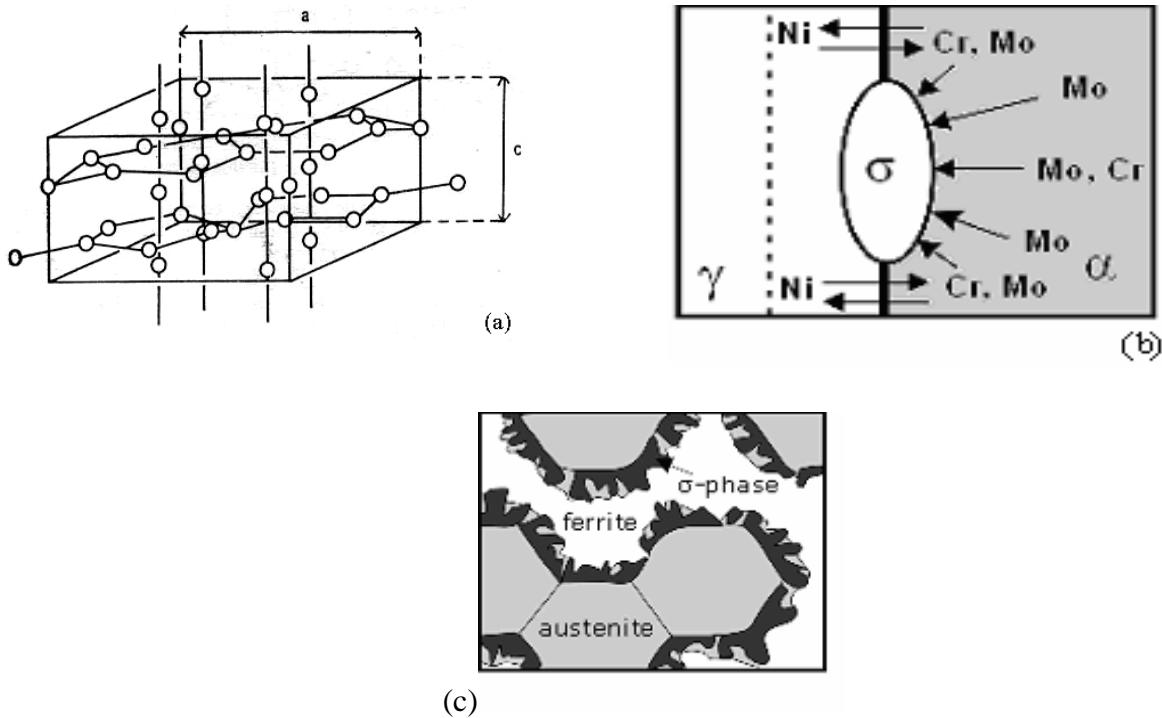 a
c
(a)
Ni
Cr, Mo
Mo
σ
Mo, Cr
Mo
γ
Ni
Cr, Mo
α
(b)
σ-phase
ferrite
austenite
(c)